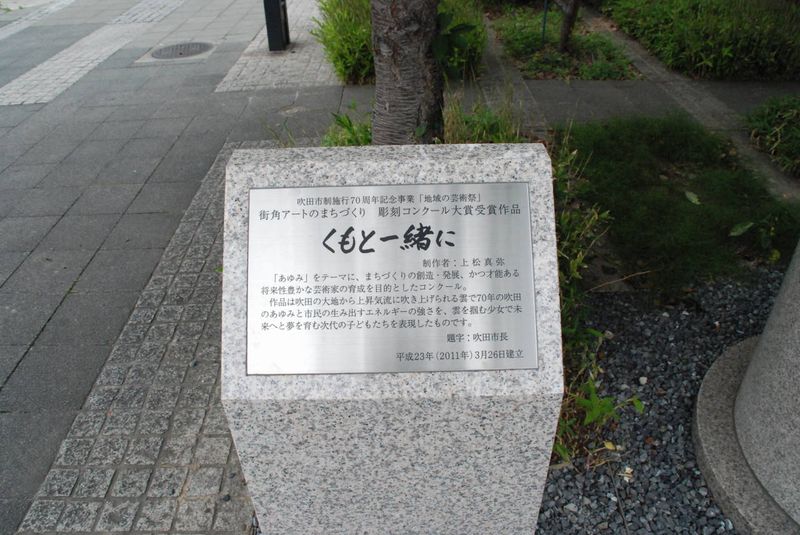 吹田市制施行70周年記念事業「地域の芸術祭」
街角アートのまちづくり 彫刻コンクール大賞受賞作品
くもと一緒に
制作者:上松真弥
「あゆみ」をテーマに、まちづくりの創造・発展、かつ才能ある
将来性豊かな芸術家の育成を目的としたコンクール。
作品は吹田の大地から上昇気流に吹き上げられる雲で70年の吹田
のあゆみと市民の生み出すエネルギーの強さを、雲を掴む少女で未
来へと夢を育む次代の子どもたちを表現したものです。
題字:吹田市長
平成23年(2011年)3月26日建立